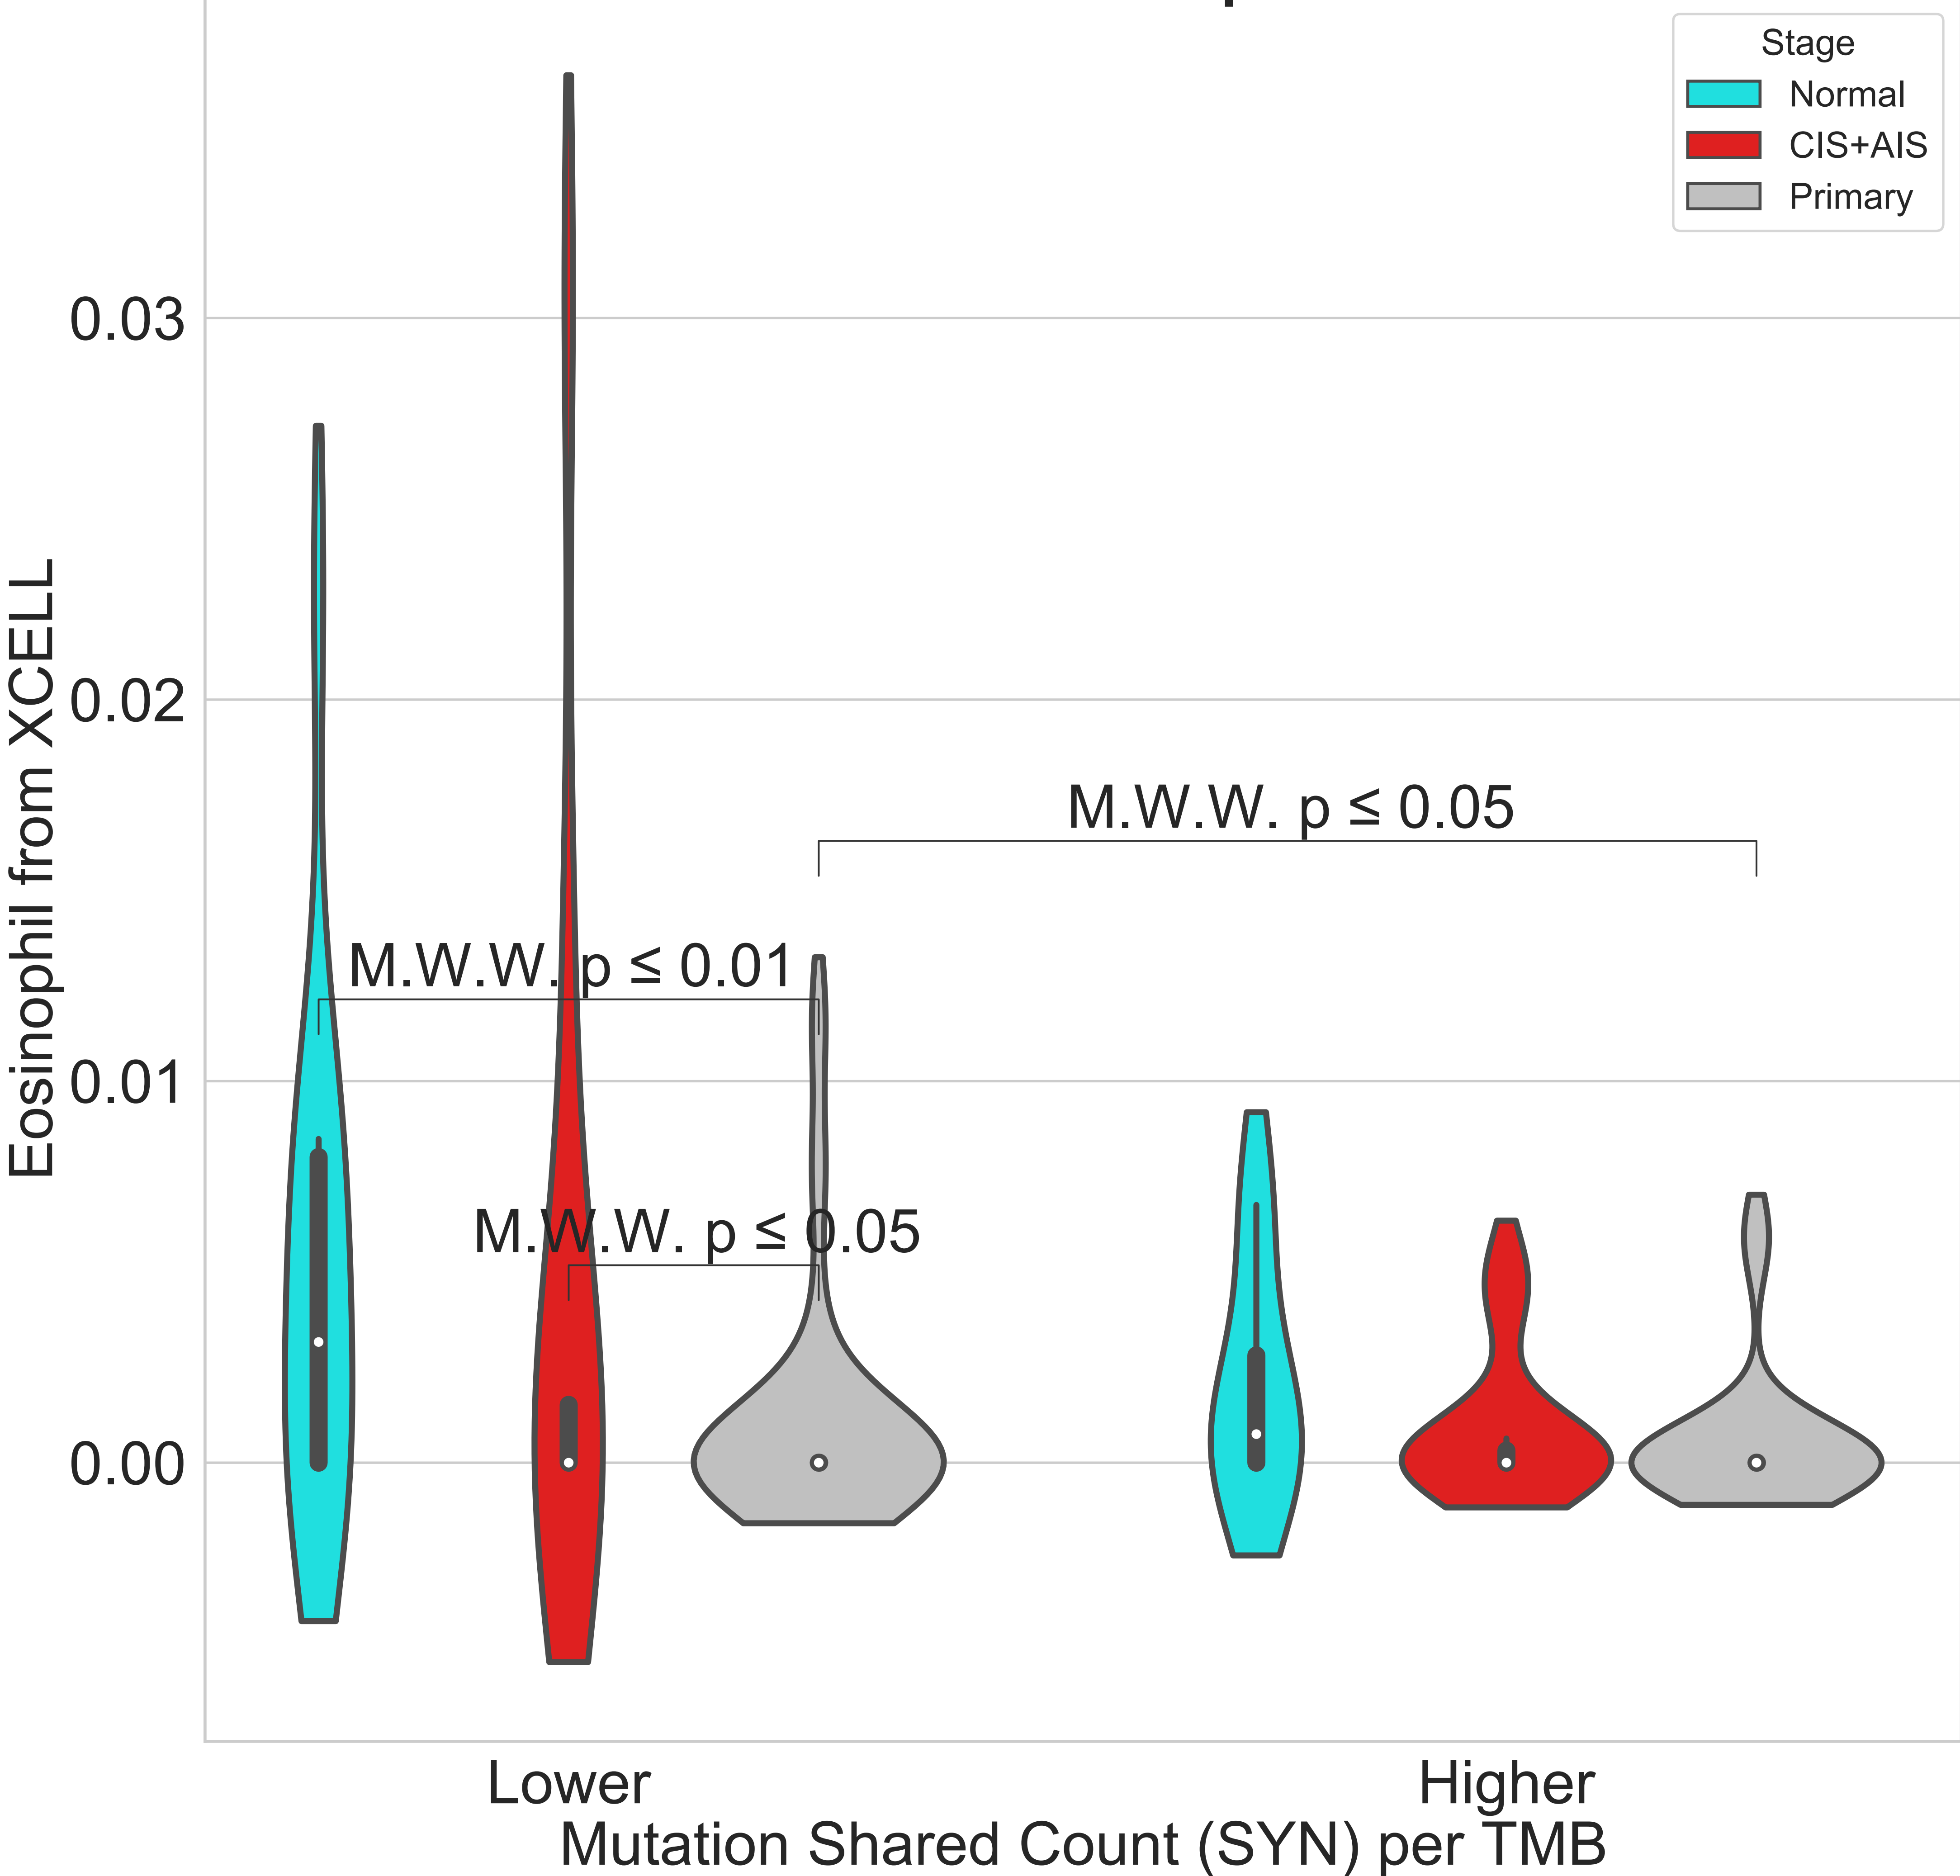 Stage
Normal
CIS+AIS
Primary
0.03
0.02
0.01
0.00
Eosinophil from XCELL
M.W.W. p ≤ 0.05
M.W.W. p ≤ 0.01
M.W.W. p ≤ 0.05
Lower
Higher
Mutation Shared Count (SYN) per TMB